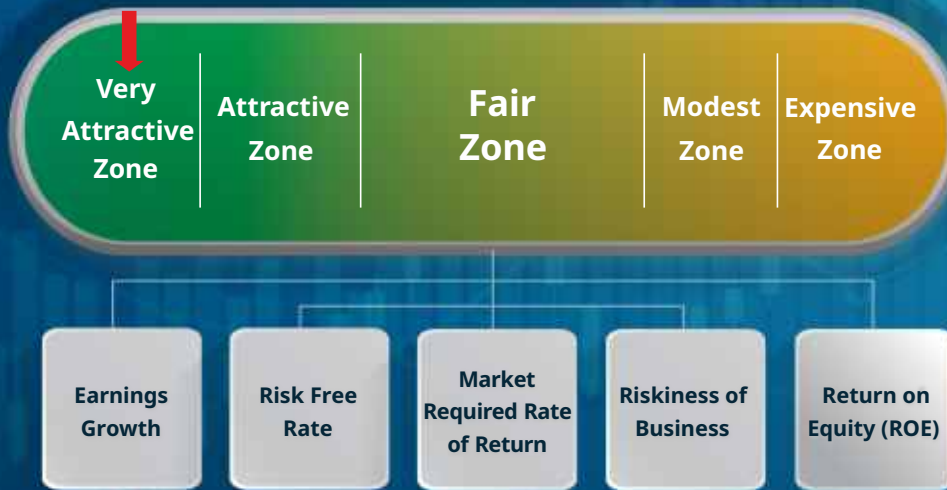 Very
Attractive
Zone
Attractive
Zone
Fair
Zone
Modest
Zone
Expensive
Zone
Earnings
Growth
Risk Free
Rate
Market
Required Rate
of Return
Riskiness of
Business
Return on
Equity (ROE)